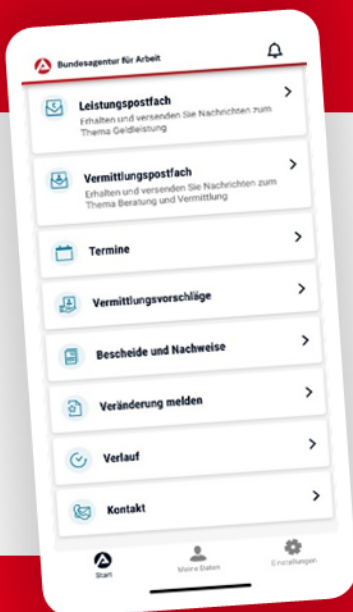 Bundesagentur für Arbeit
Leistungspostfach
Erhalten und versenden Sie Nachrichten zum
Thema Geldleistung
Vermittlungspostfach
Erhalten und versenden Sie Nachrichten zum
Thema Beratung und Vermittlung
Termine
Vermittlungsvorschläge
Bescheide und Nachweise
Veränderung melden
Verlauf
Kontakt
Start
Meine Daten
Einstellungen